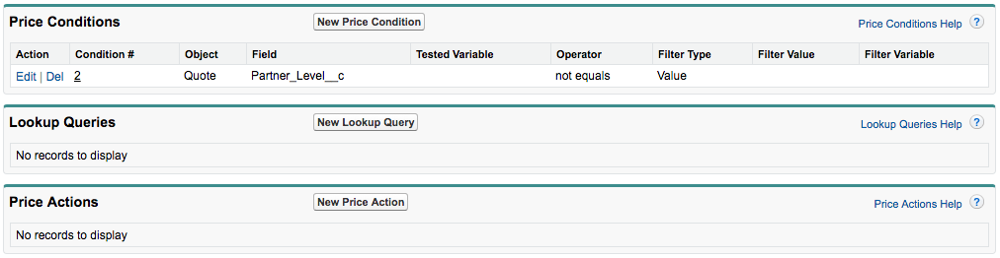 Price Conditions New Price Condition Price Conditions Help ?
Action Condition # Object Field Tested Variable Operator Filter Type Filter Value Filter Variable
Edit | Del 2 Quote Partner_Level__c not equals Value
Lookup Queries New Lookup Query Lookup Queries Help ?
No records to display
Price Actions New Price Action Price Actions Help ?
No records to display